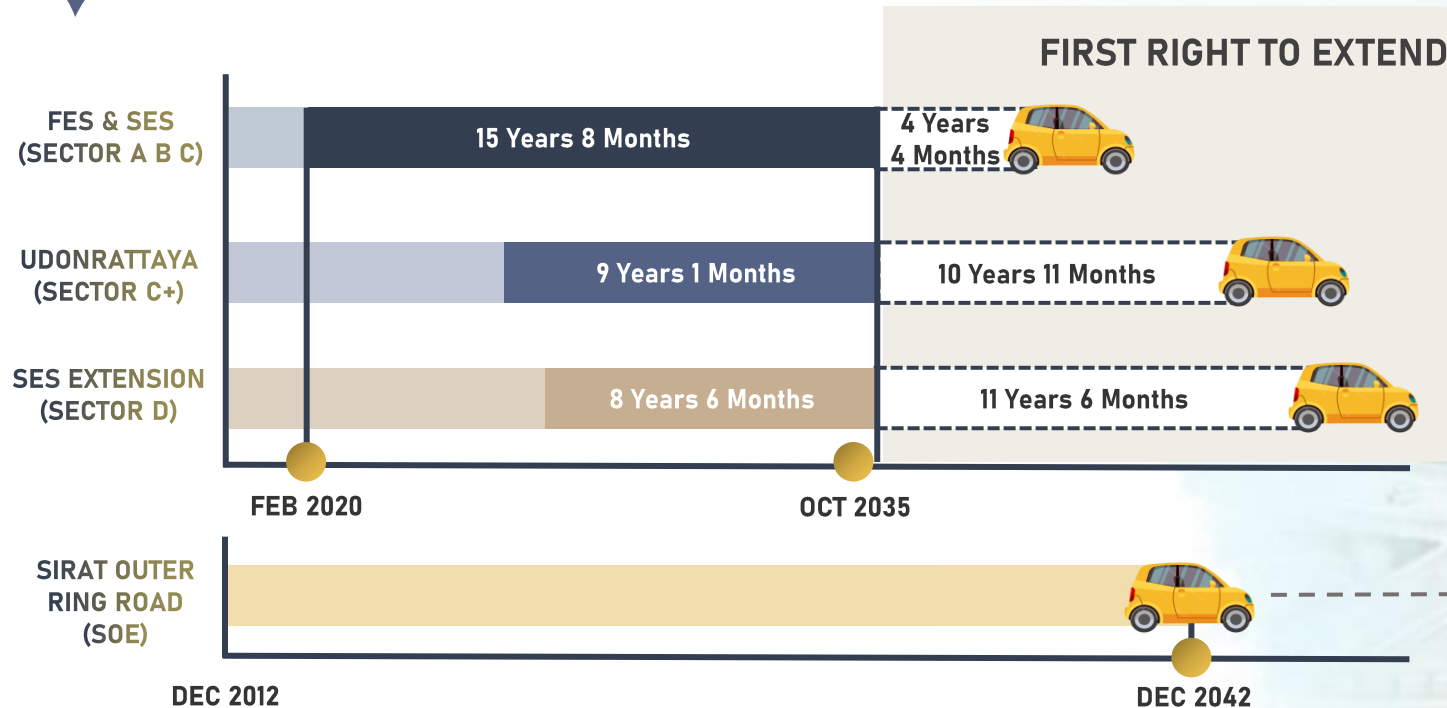 FIRST RIGHT TO EXTEND
FES & SES
(SECTOR A B C)
15 Years 8 Months
4 Years
4 Months
UDONRATTAYA
(SECTOR C+)
9 Years 1 Months
10 Years 11 Months
SES EXTENSION
(SECTOR D)
8 Years 6 Months
11 Years 6 Months
FEB 2020
OCT 2035
SIRAT OUTER
RING ROAD
(SOE)
DEC 2012
DEC 2042